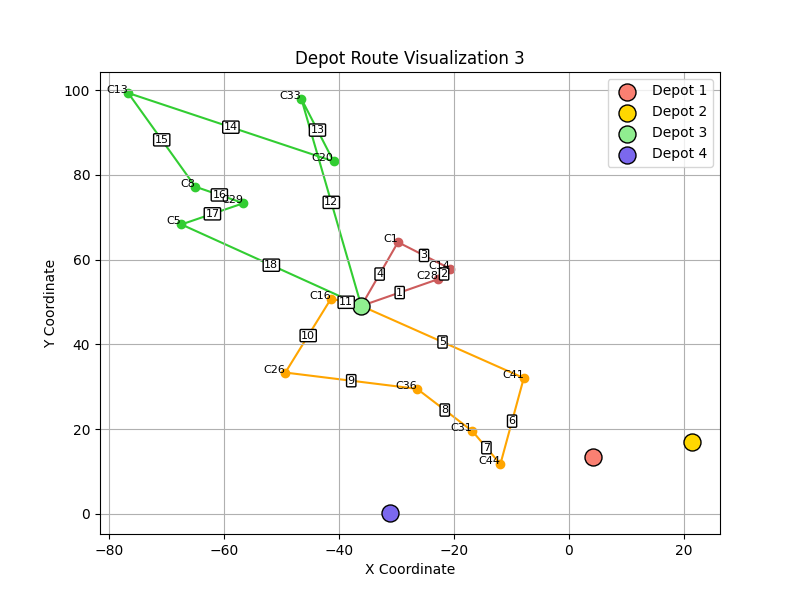 Depot Route Visualization 3
Depot 1
Depot 2
Depot 3
Depot 4
Y Coordinate
100
80
60
40
20
0
−80
−60
−40
−20
0
20
X Coordinate
C13
C33
C20
C8
C29
C5
C1
C14
C28
C16
C26
C36
C41
C31
C44
1
2
3
4
5
6
7
8
9
10
11
12
13
14
15
16
17
18